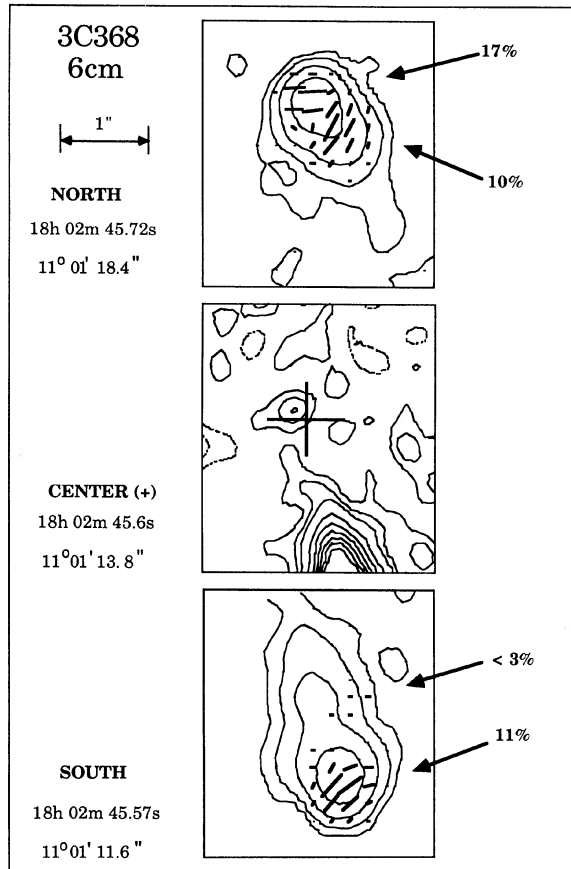 3C368
6cm
1"
17%
10%
NORTH
18h 02m 45.72s
11° 01' 18.4"
CENTER (+)
18h 02m 45.6s
11° 01' 13.8"
< 3%
11%
SOUTH
18h 02m 45.57s
11° 01' 11.6"